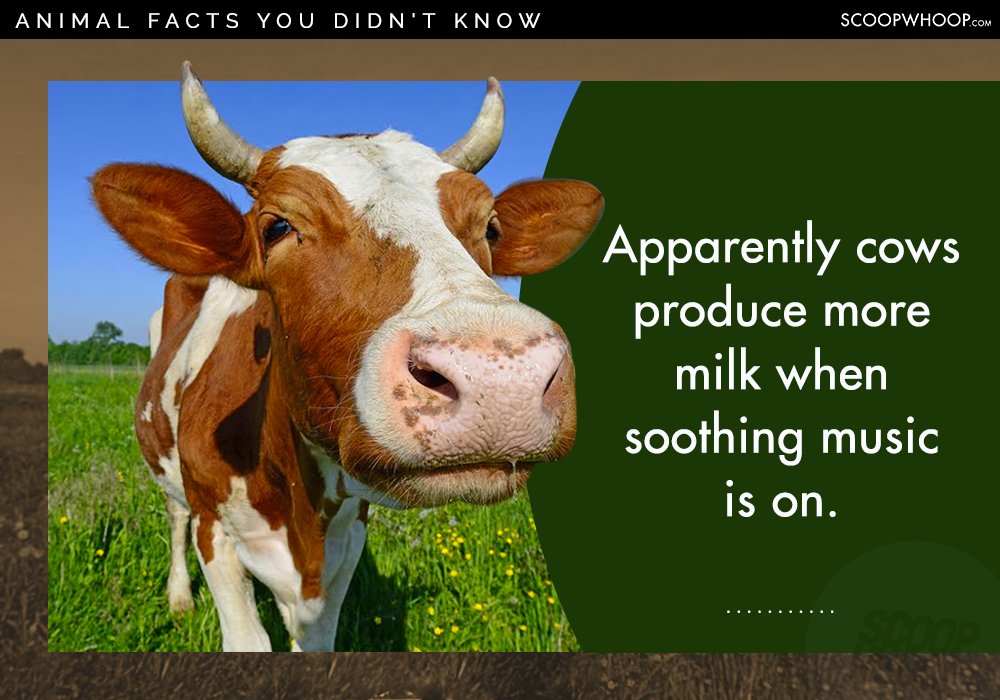 ANIMAL FACTS YOU DIDN'T KNOW
SCOOPWHOOP.COM
Apparently cows
produce more
milk when
soothing music
is on.
...........
SCOOP